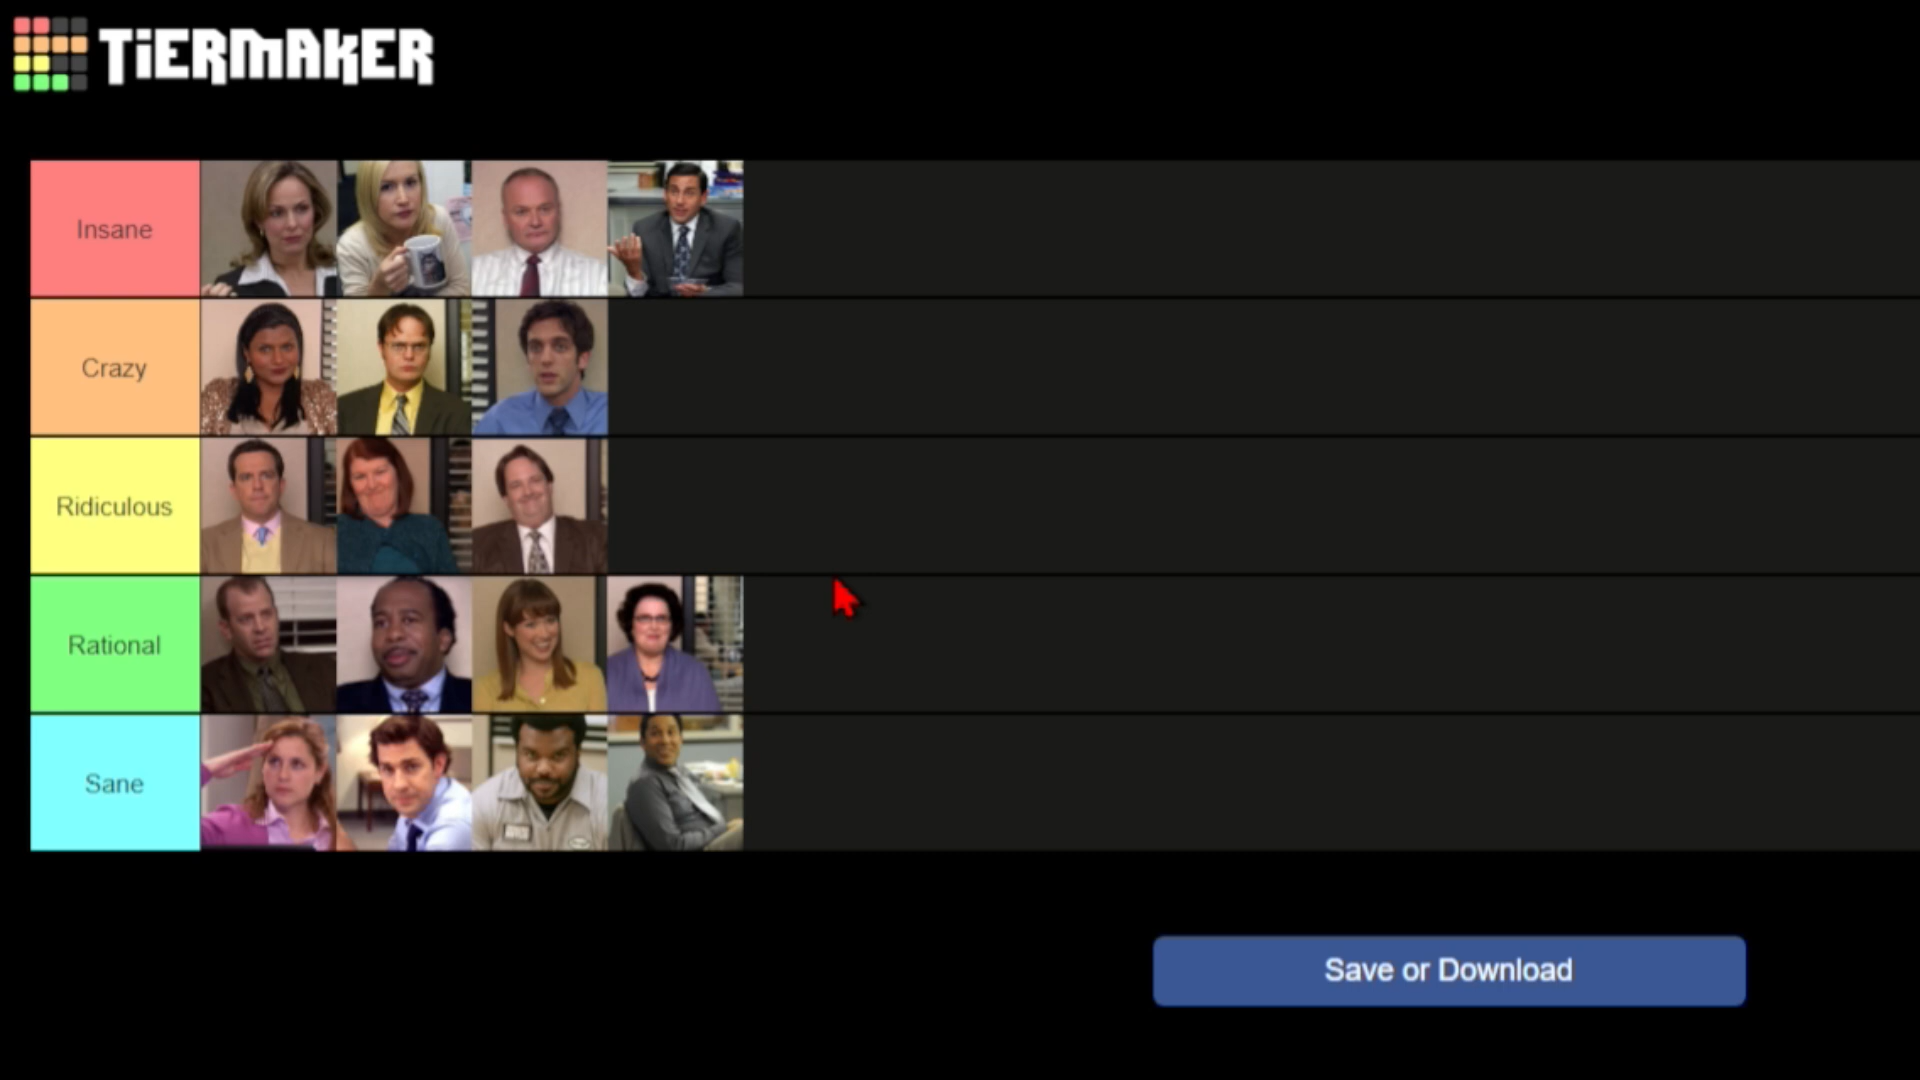 TiERMAKER
Insane
Crazy
Ridiculous
Rational
Sane
Save or Download